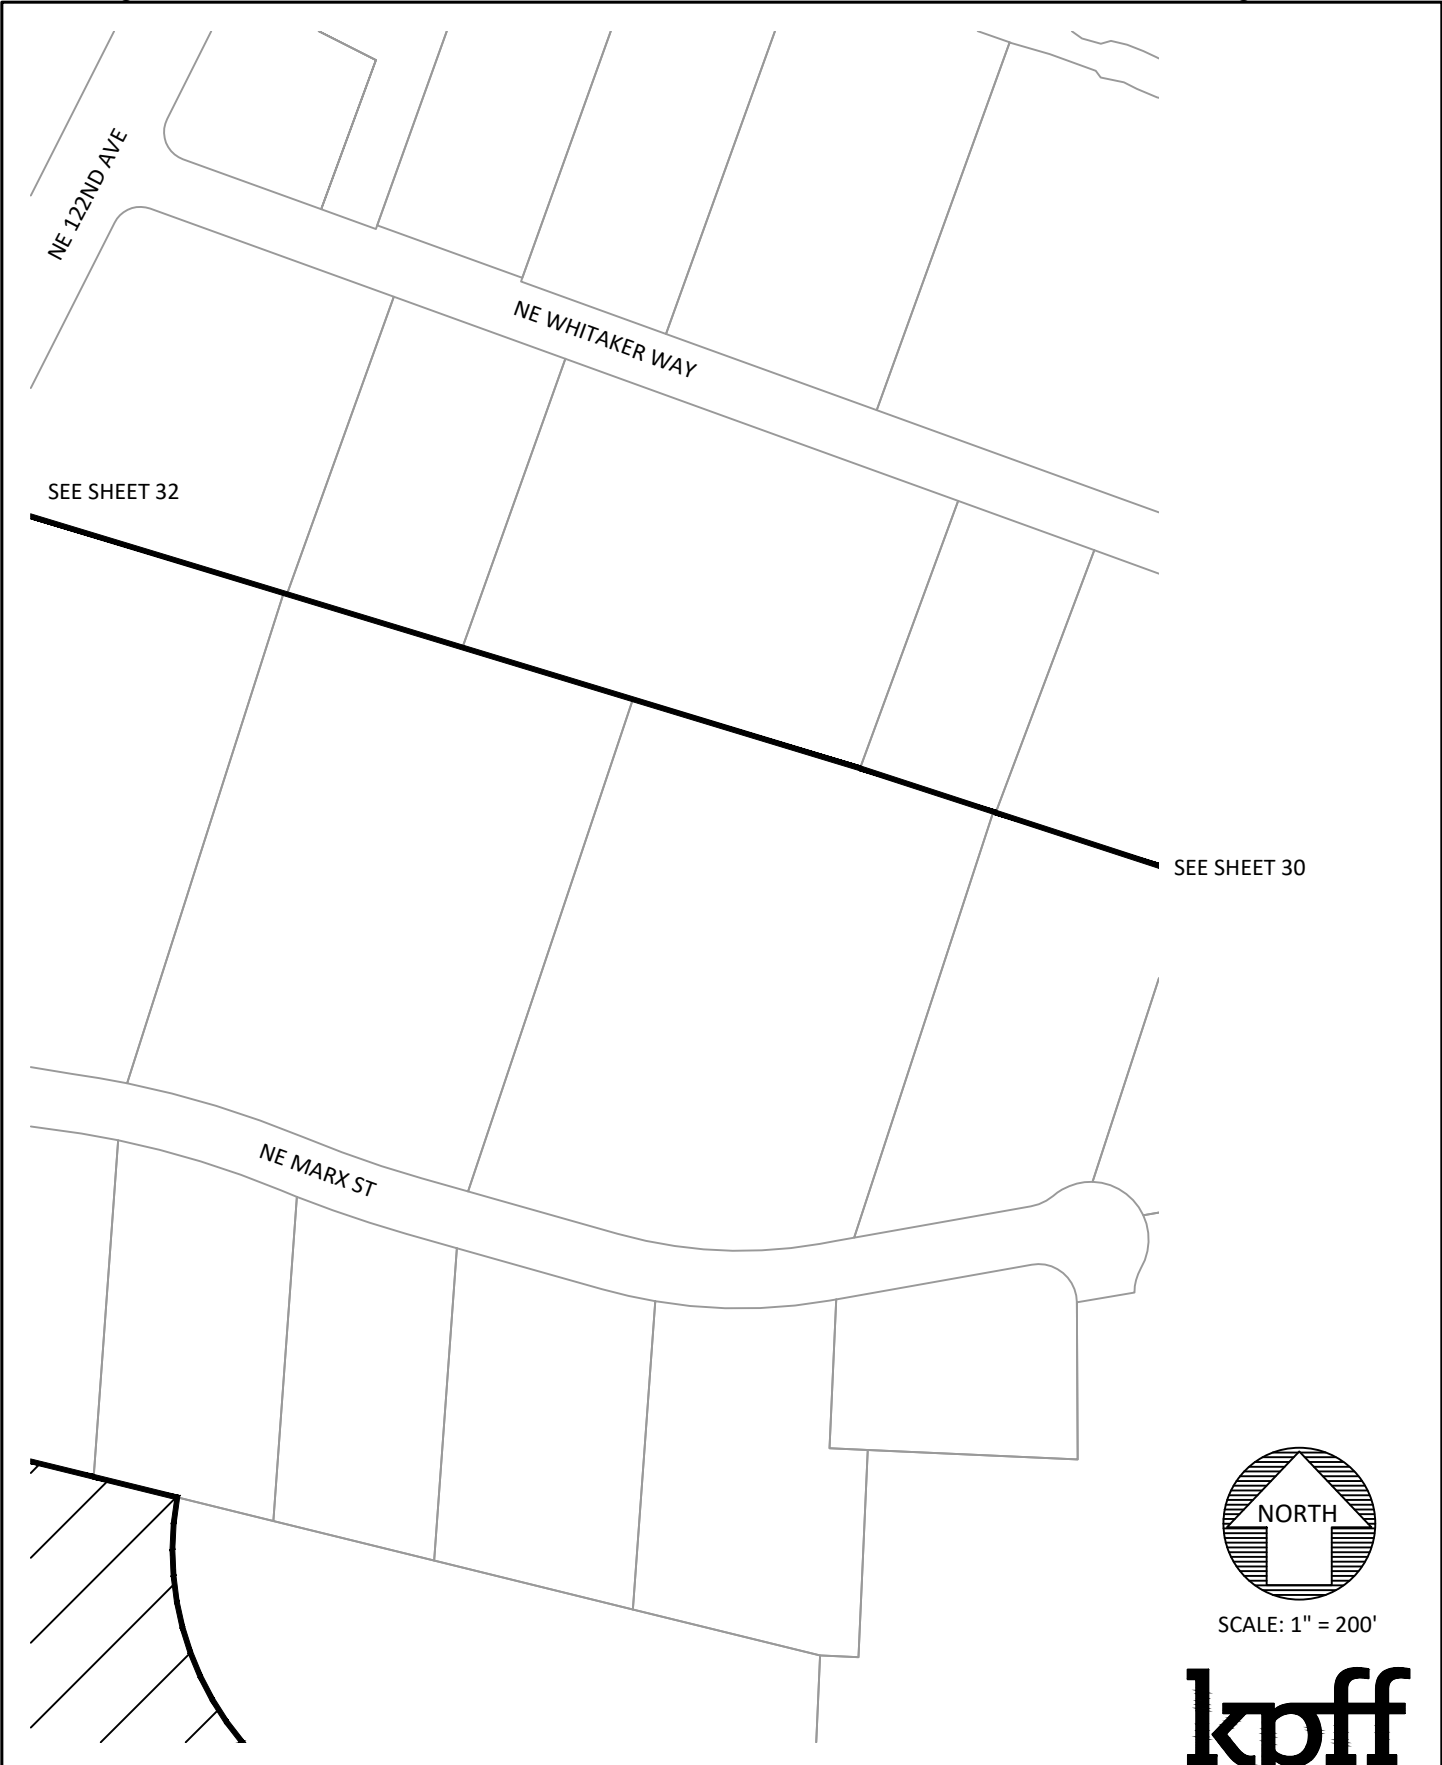 NE 122ND AVE
NE WHITAKER WAY
SEE SHEET 32
SEE SHEET 30
NE MARX ST
NORTH
SCALE: 1" = 200'
kpff